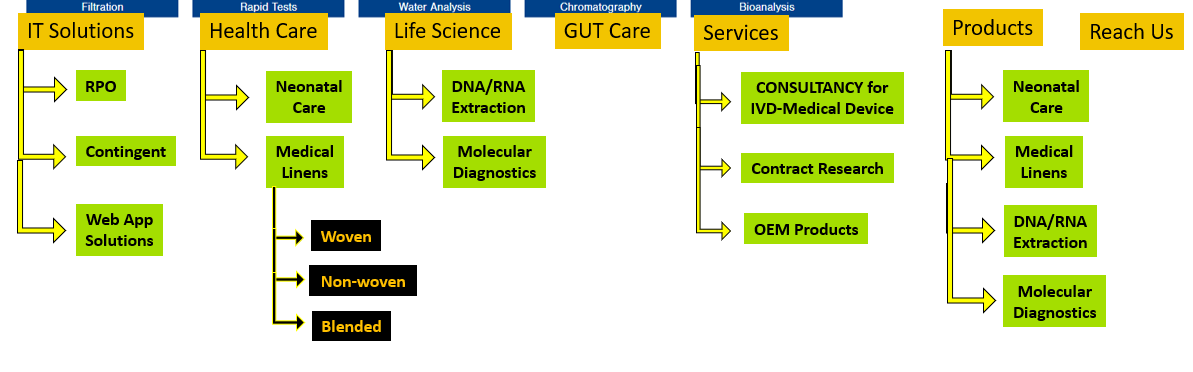 Filtration
Rapid Tests
Water Analysis
Chromatography
Bioanalysis
IT Solutions
Health Care
Life Science
GUT Care
Services
Products
Reach Us
RPO
Contingent
Web App
Solutions
Neonatal
Care
Medical
Linens
Woven
Non-woven
Blended
DNA/RNA
Extraction
Molecular
Diagnostics
CONSULTANCY for
IVD-Medical Device
Contract Research
OEM Products
Neonatal
Care
Medical
Linens
DNA/RNA
Extraction
Molecular
Diagnostics